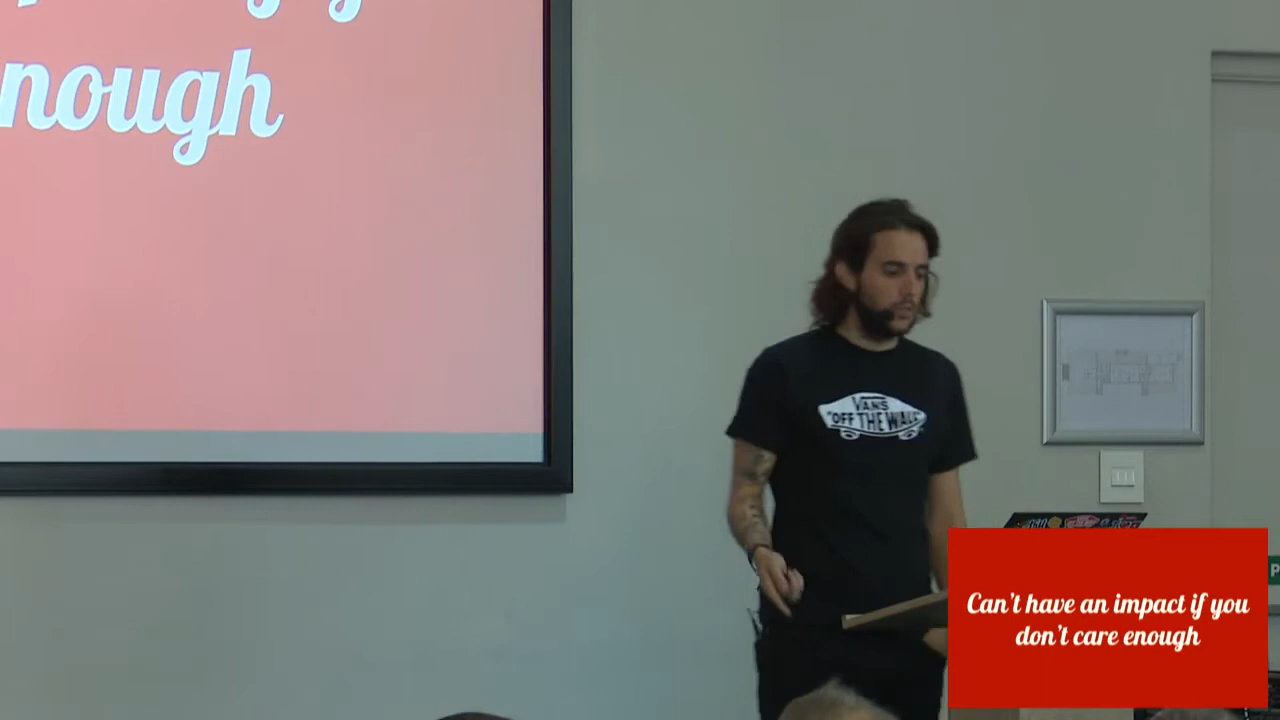 nough
VANS
"OFF THE WALL"
P
Can't have an impact if you
don't care enough